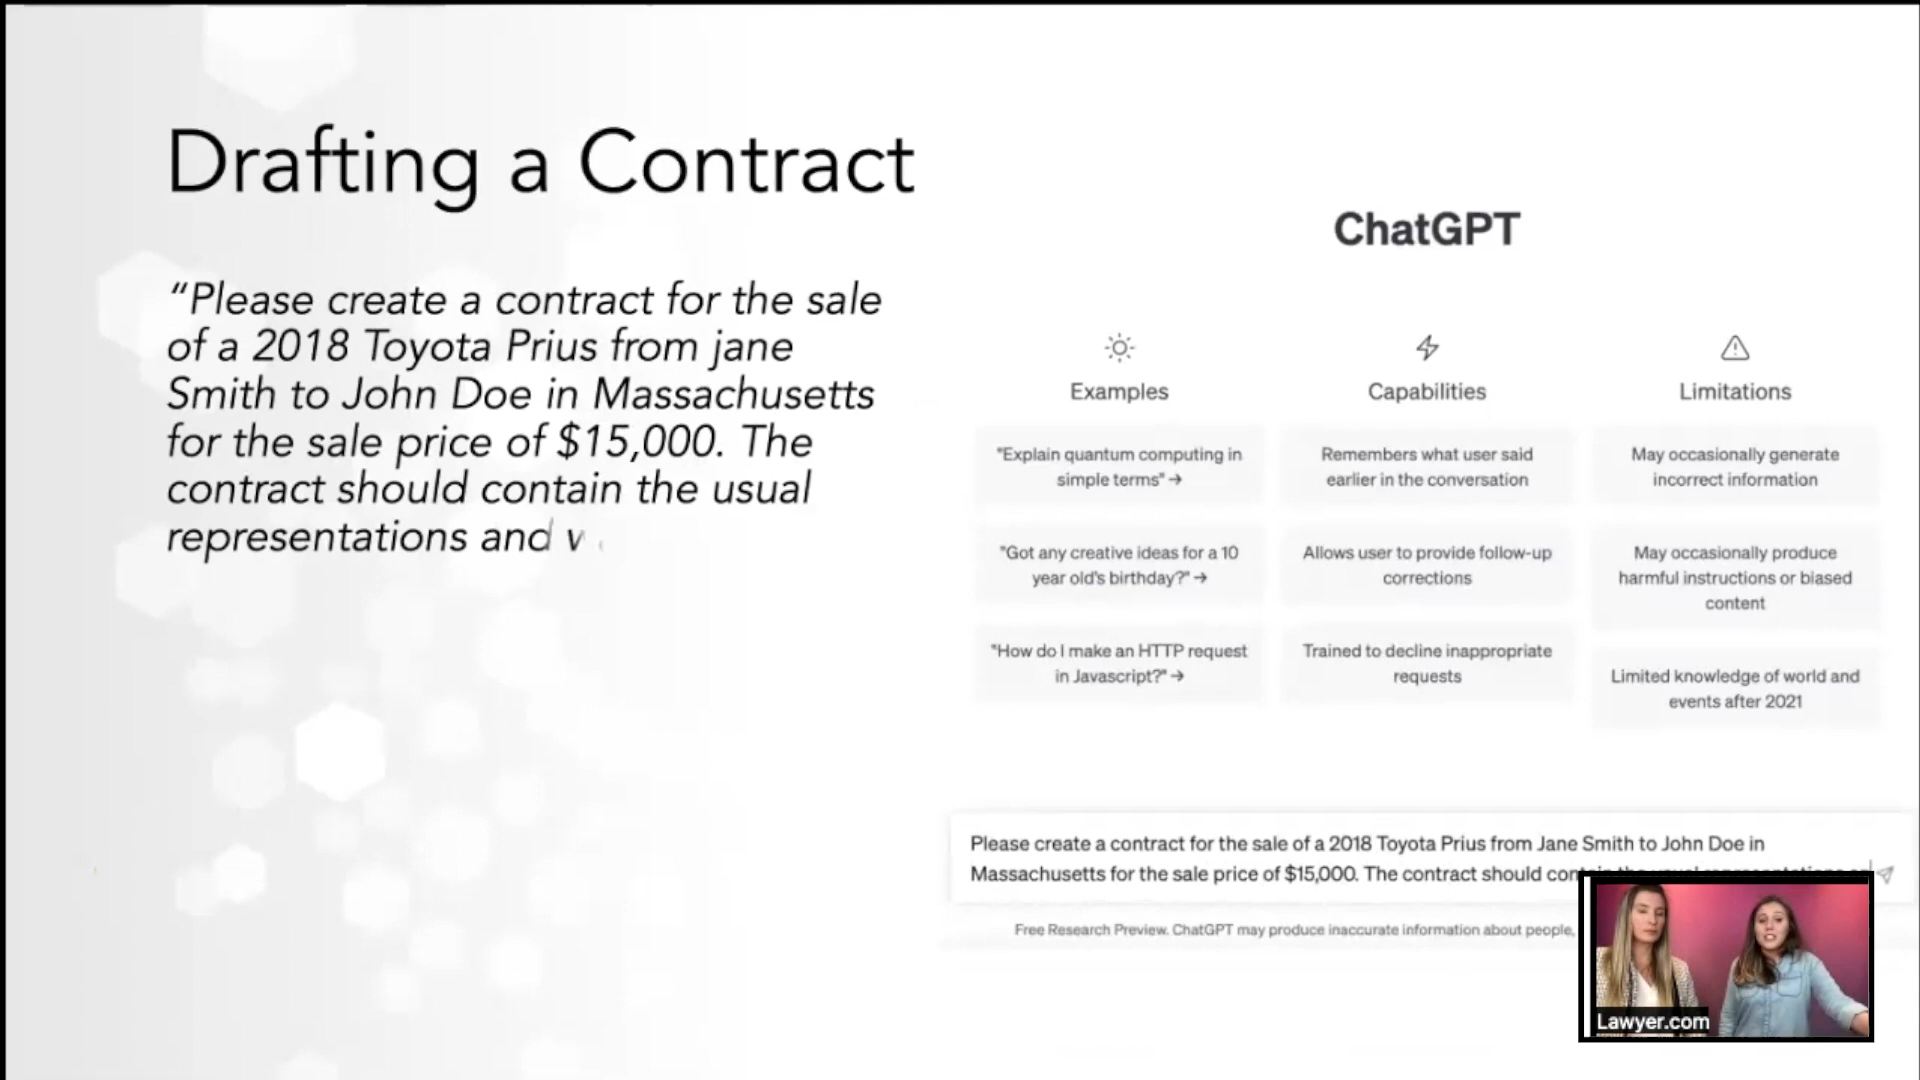 Drafting a Contract
“Please create a contract for the sale
of a 2018 Toyota Prius from jane
Smith to John Doe in Massachusetts
for the sale price of $15,000. The
contract should contain the usual
representations and
ChatGPT
Examples
"Explain quantum computing in
simple terms" →
"Got any creative ideas for a 10
year old's birthday?" →
"How do I make an HTTP request
in Javascript?" →
Capabilities
Remembers what user said
earlier in the conversation
Allows user to provide follow-up
corrections
Trained to decline inappropriate
requests
Limitations
May occasionally generate
incorrect information
May occasionally produce
harmful instructions or biased
content
Limited knowledge of world and
events after 2021
Please create a contract for the sale of a 2018 Toyota Prius from Jane Smith to John Doe in
Massachusetts for the sale price of $15,000. The contract should
Free Research Preview. ChatGPT may produce inaccurate information about people,
Lawyer.com